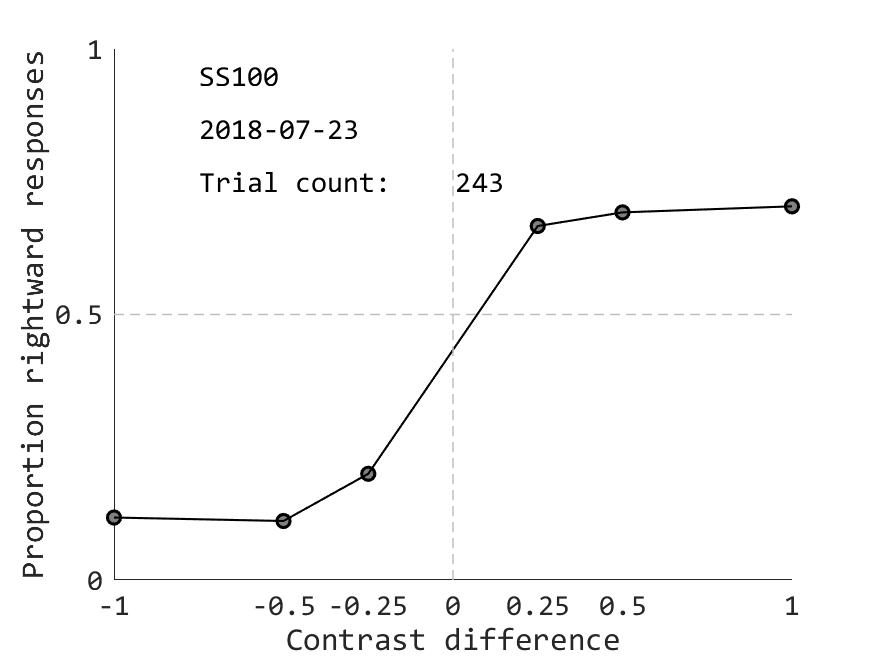 1
SS100
2018-07-23
Trial count: 243
Proportion rightward responses
0.5
0
-1 -0.5 -0.25 0 0.25 0.5 1
Contrast difference